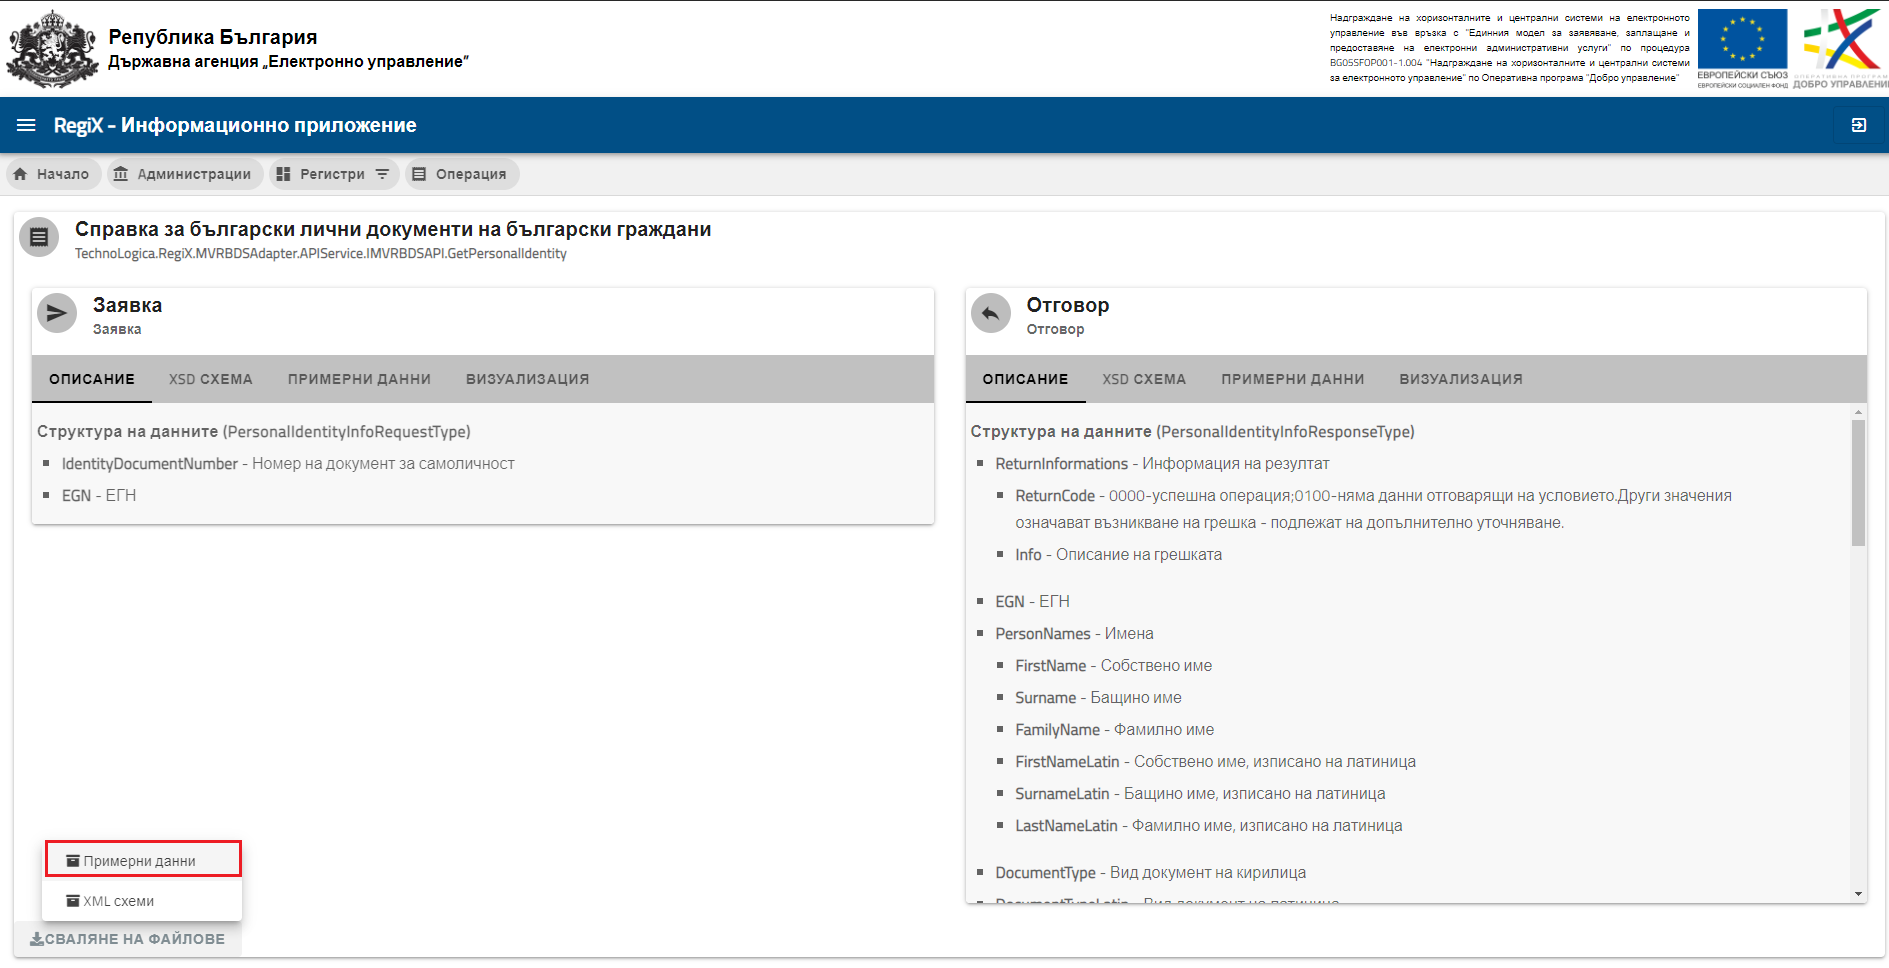 Република България
Държавна агенция „Електронно управление“
Надграждане на хоризонталните и централни системи на електронното
управление във връзка с "Единния модел за заявяване, заплащане и
предоставяне на електронни административни услуги" по процедура
BG05SFOP001-1.004 "Надграждане на хоризонталните и централни системи
за електронното управление" по Оперативна програма "Добро управление"
ЕВРОПЕЙСКИ СЪЮЗ
ЕВРОПЕЙСКИ СОЦИАЛЕН ФОНД
ОПЕРАТИВНА ПРОГРАМ
ДОБРО УПРАВЛЕНИ
RegiX - Информационно приложение
Начало
Администрации
Регистри
Операция
Справка за български лични документи на български граждани
TechnoLogica.RegiX.MVRBDSAdapter.APIService.IMVRBDSAPI.GetPersonalIdentity
Заявка
Заявка
ОПИСАНИЕ XSD СХЕМА ПРИМЕРНИ ДАННИ ВИЗУАЛИЗАЦИЯ
Структура на данните (PersonalIdentityInfoRequestType)
IdentityDocumentNumber - Номер на документ за самоличност
EGN - ЕГН
Отговор
Отговор
ОПИСАНИЕ XSD СХЕМА ПРИМЕРНИ ДАННИ ВИЗУАЛИЗАЦИЯ
Структура на данните (PersonalIdentityInfoResponseType)
ReturnInformations - Информация на резултат
ReturnCode - 0000-успешна операция;0100-няма данни отговарящи на условието.Други значения
означават възникване на грешка - подлежат на допълнително уточняване.
Info - Описание на грешката
EGN - ЕГН
PersonNames - Имена
FirstName - Собствено име
Surname - Бащино име
FamilyName - Фамилно име
FirstNameLatin - Собствено име, изписано на латиница
SurnameLatin - Бащино име, изписано на латиница
LastNameLatin - Фамилно име, изписано на латиница
DocumentType - Вид документ на кирилица
DocumentTypeLatin - Вид документ на латиница
Примерни данни
XML схеми
СВАЛЯНЕ НА ФАЙЛОВЕ